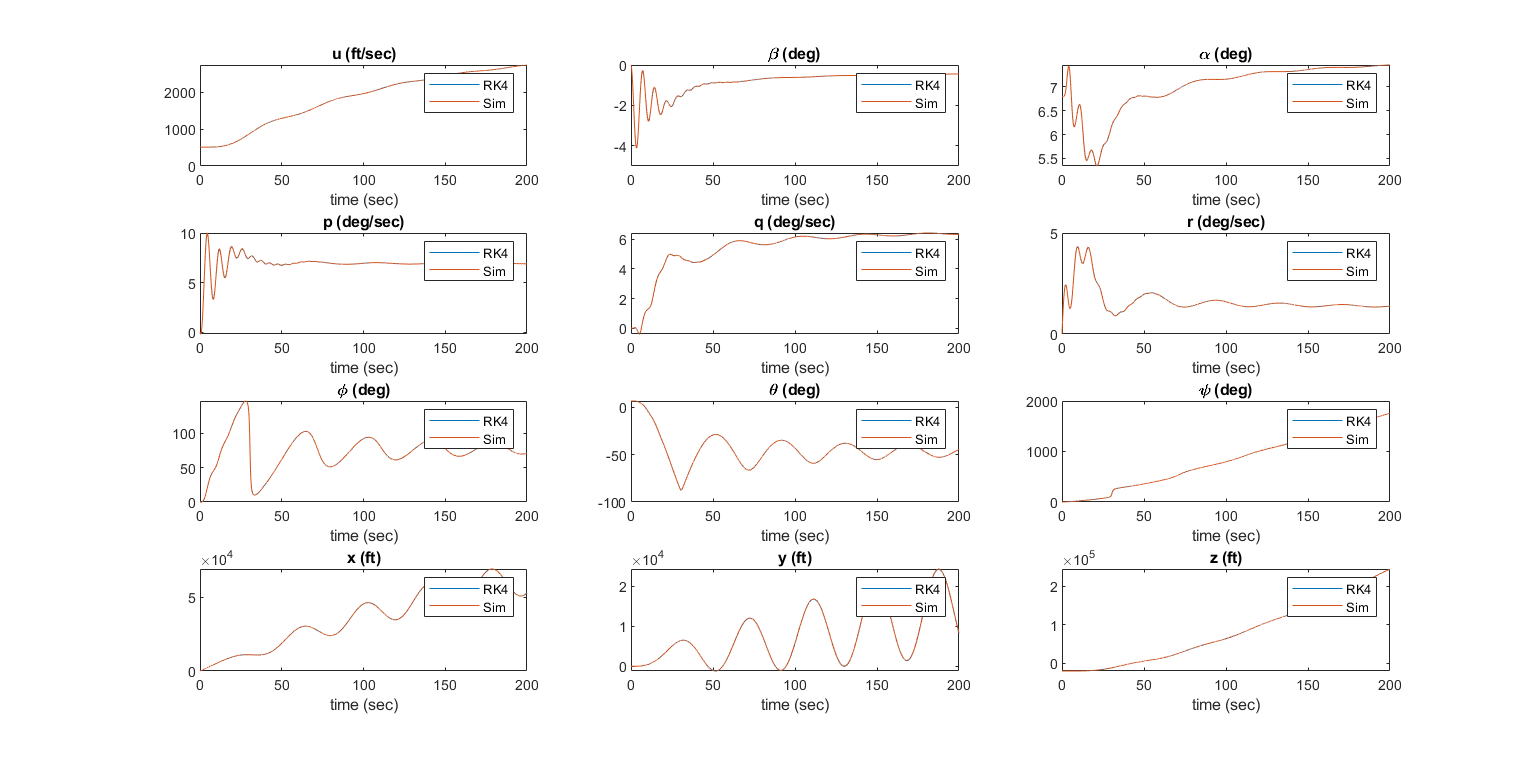 u (ft/sec)
2000
1000
0
0 50 100 150 200
time (sec)
RK4
Sim
β (deg)
0
-2
-4
0 50 100 150 200
time (sec)
RK4
Sim
α (deg)
7
6.5
6
5.5
0 50 100 150 200
time (sec)
RK4
Sim
p (deg/sec)
10
5
0
0 50 100 150 200
time (sec)
RK4
Sim
q (deg/sec)
6
4
2
0
0 50 100 150 200
time (sec)
RK4
Sim
r (deg/sec)
5
0
0 50 100 150 200
time (sec)
RK4
Sim
ϕ (deg)
100
50
0
0 50 100 150 200
time (sec)
RK4
Sim
θ (deg)
0
-50
-100
0 50 100 150 200
time (sec)
RK4
Sim
ψ (deg)
2000
1000
0
0 50 100 150 200
time (sec)
RK4
Sim
x (ft)
×10⁴
5
0
0 50 100 150 200
time (sec)
RK4
Sim
y (ft)
×10⁴
2
1
0
0 50 100 150 200
time (sec)
RK4
Sim
z (ft)
×10⁵
2
1
0
0 50 100 150 200
time (sec)
RK4
Sim